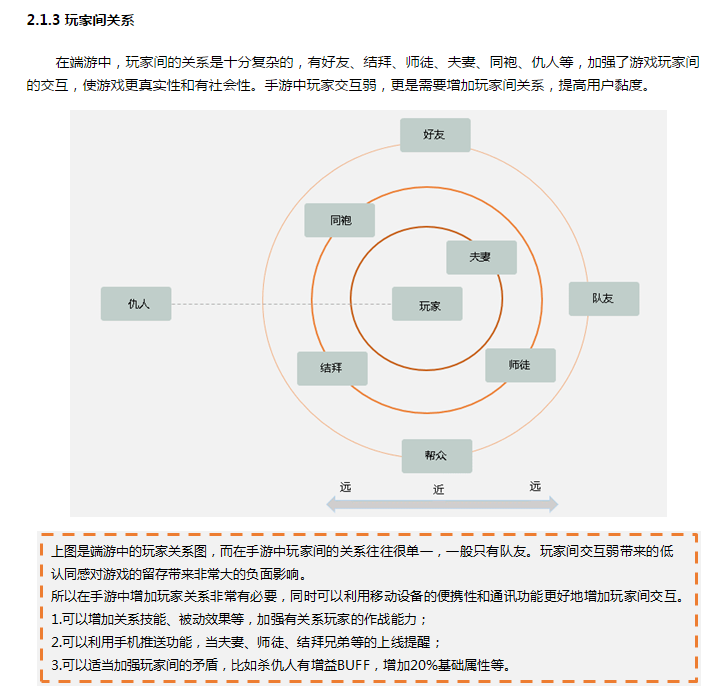 2.1.3 玩家间关系
在端游中，玩家间的关系是十分复杂的，有好友、结拜、师徒、夫妻、同袍、仇人等，加强了游戏玩家间
的交互，使游戏更真实性和有社会性。手游中玩家交互弱，更是需要增加玩家间关系，提高用户黏度。
好友
同袍
夫妻
仇人
玩家
队友
结拜
师徒
帮众
远
近
远
上图是端游中的玩家关系图，而在手游中玩家间的关系往往很单一，一般只有队友。玩家间交互弱带来的低
认同感对游戏的留存带来非常大的负面影响。
所以在手游中增加玩家关系非常有必要，同时可以利用移动设备的便携性和通讯功能更好地增加玩家间交互。
1.可以增加关系技能、被动效果等，加强有关系玩家的作战能力；
2.可以利用手机推送功能，当夫妻、师徒、结拜兄弟等的上线提醒；
3.可以适当加强玩家间的矛盾，比如杀仇人有增益BUFF，增加20%基础属性等。